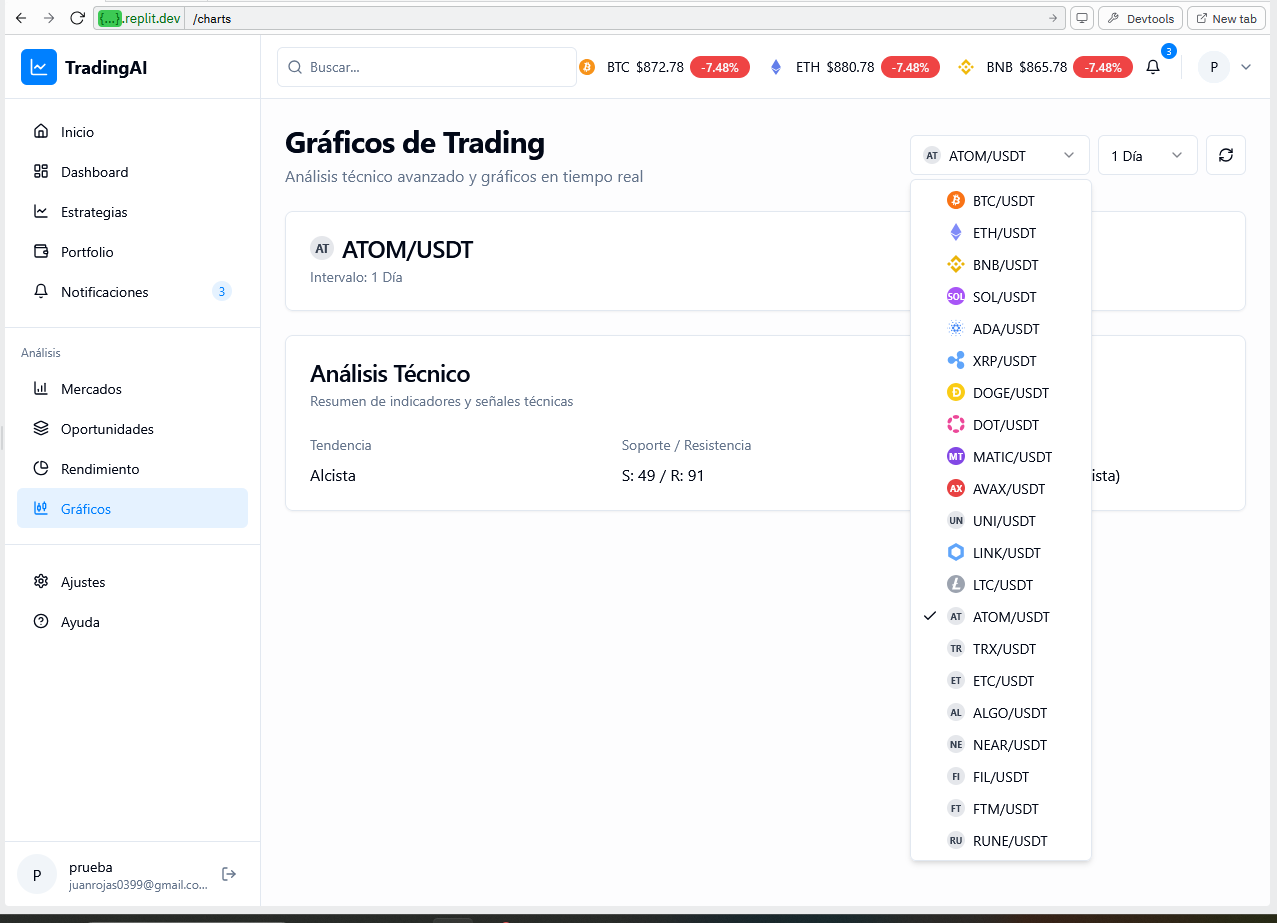 {...}.replit.dev /charts Devtools New tab
TradingAI
Buscar... BTC $872.78 -7.48% ETH $880.78 -7.48% BNB $865.78 -7.48% 3 P
Inicio
Dashboard
Estrategias
Portfolio
Notificaciones 3
Análisis
Mercados
Oportunidades
Rendimiento
Gráficos
Ajustes
Ayuda
P prueba
juanrojas0399@gmail.co...
Gráficos de Trading
Análisis técnico avanzado y gráficos en tiempo real
AT ATOM/USDT 1 Día
AT ATOM/USDT
Intervalo: 1 Día
Análisis Técnico
Resumen de indicadores y señales técnicas
Tendencia Soporte / Resistencia
Alcista S: 49 / R: 91 ista)
BTC/USDT
ETH/USDT
BNB/USDT
SOL SOL/USDT
ADA/USDT
XRP/USDT
D DOGE/USDT
DOT/USDT
MT MATIC/USDT
AX AVAX/USDT
UN UNI/USDT
LINK/USDT
LTC/USDT
AT ATOM/USDT
TR TRX/USDT
ET ETC/USDT
AL ALGO/USDT
NE NEAR/USDT
FI FIL/USDT
FT FTM/USDT
RU RUNE/USDT